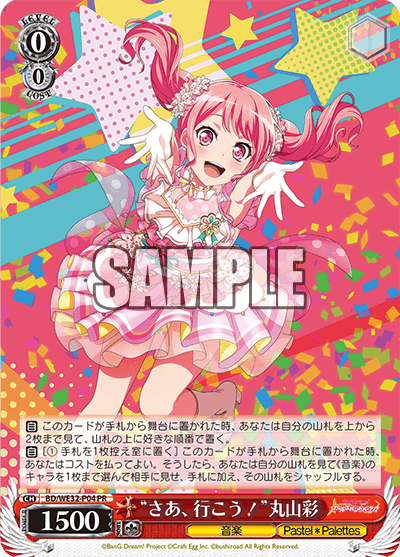 LEVEL
0
0
COST
SAMPLE
自 このカードが手札から舞台に置かれた時、あなたは自分の山札を上から
2枚まで見て、山札の上に好きな順番で置く。
自 [(1) 手札を1枚控え室に置く] このカードが手札から舞台に置かれた時、
あなたはコストを払ってよい。そうしたら、あなたは自分の山札を見て《音楽》の
キャラを1枚まで選んで相手に見せ、手札に加え、その山札をシャッフルする。
CH BD/WE32-P04 PR
POWER
1500
“さあ、行こう！”丸山彩
音楽
Pastel＊Palettes
©BanG Dream! Project ©Craft Egg Inc. ©bushiroad All Rights Reserved.